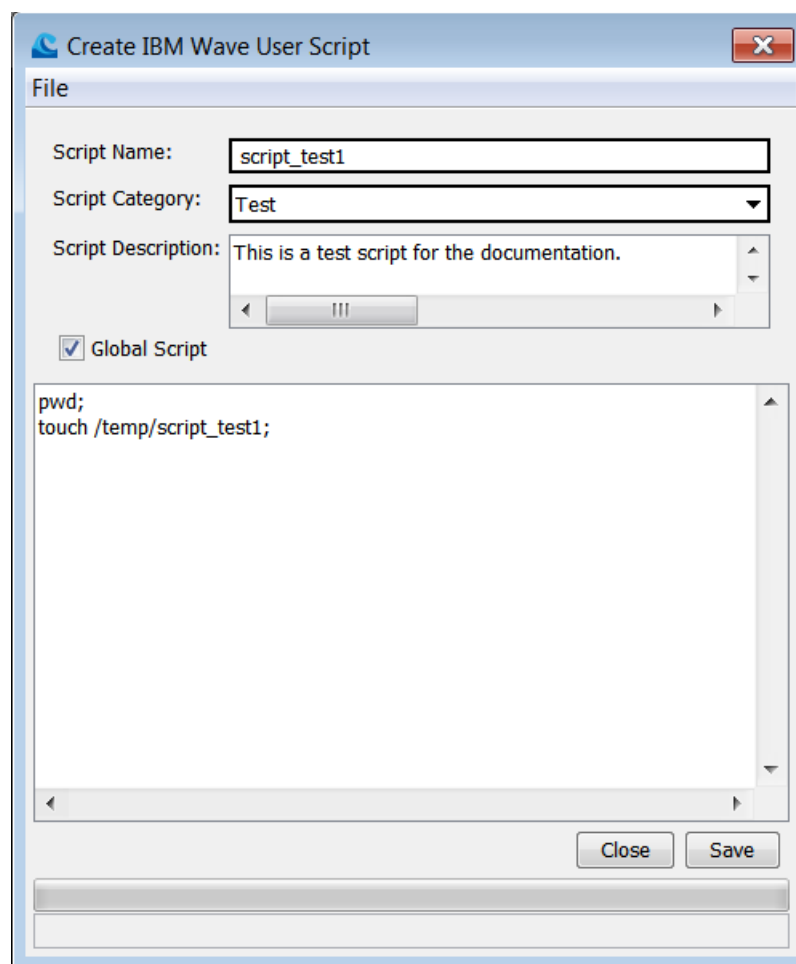 Create IBM Wave User Script
File
Script Name: script_test1
Script Category: Test
Script Description: This is a test script for the documentation.
Global Script
pwd;
touch /temp/script_test1;
Close Save